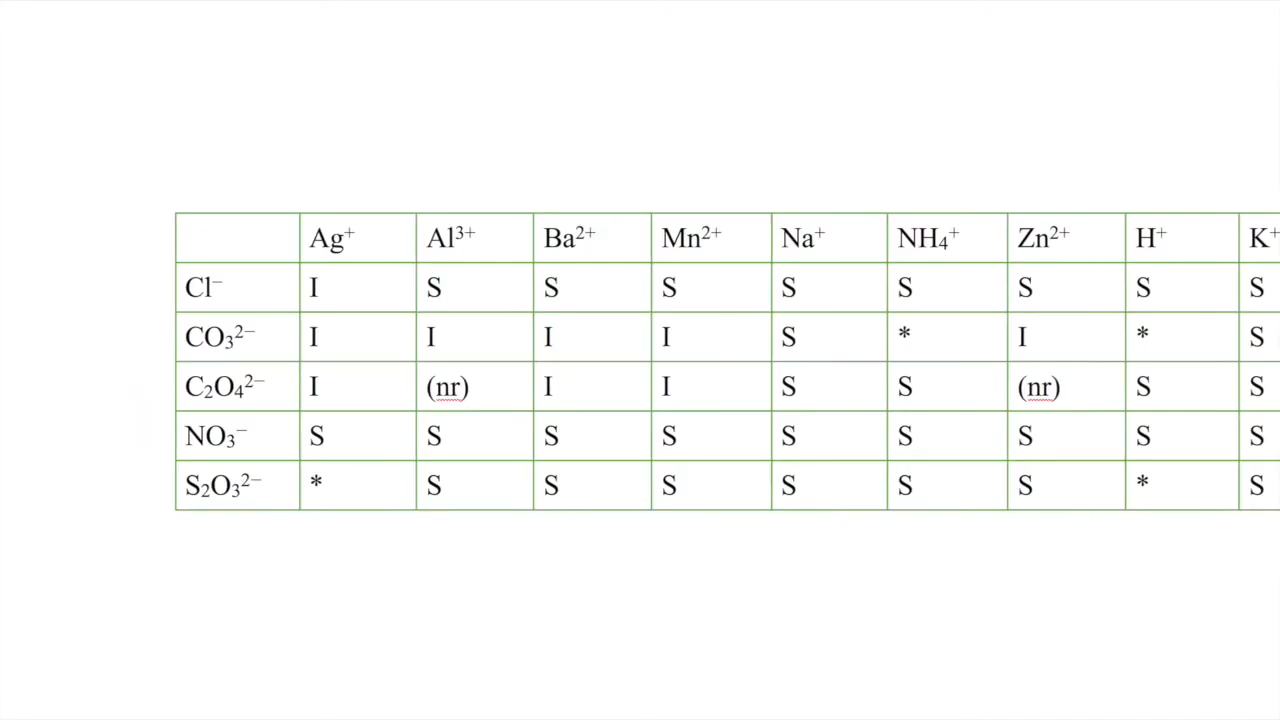 Ag⁺ Al³⁺ Ba²⁺ Mn²⁺ Na⁺ NH₄⁺ Zn²⁺ H⁺ K⁺
Cl⁻ I S S S S S S S S
CO₃²⁻ I I I I S * I * S
C₂O₄²⁻ I (nr) I I S S (nr) S S
NO₃⁻ S S S S S S S S S
S₂O₃²⁻ * S S S S S S * S